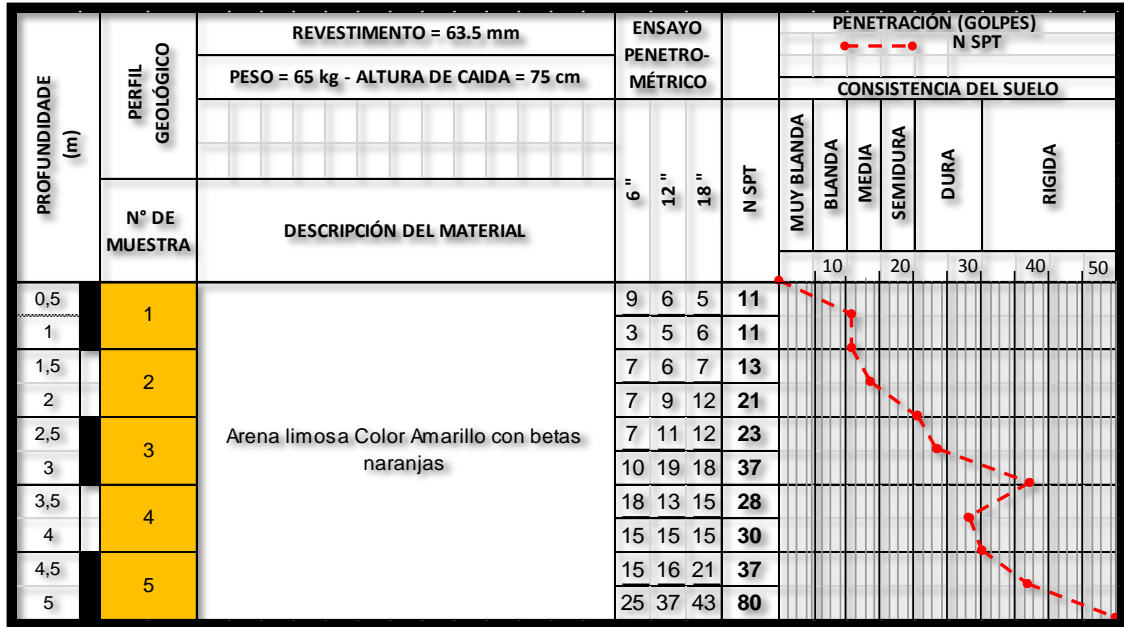 PROFUNDIDADE
(m)
PERFIL
GEOLÓGICO
N° DE
MUESTRA
REVESTIMENTO = 63.5 mm
PESO = 65 kg - ALTURA DE CAIDA = 75 cm
DESCRIPCIÓN DEL MATERIAL
ENSAYO
PENETRO-
MÉTRICO
6 " 12 " 18 "
N SPT
PENETRACIÓN (GOLPES)
N SPT
CONSISTENCIA DEL SUELO
MUY BLANDA
BLANDA
MEDIA
SEMIDURA
DURA
RIGIDA
10 20 30 40 50
0,5 1 9 6 5 11
1 3 5 6 11
1,5 2 7 6 7 13
2 7 9 12 21
2,5 3 7 11 12 23
3 10 19 18 37
3,5 4 18 13 15 28
4 15 15 15 30
4,5 5 15 16 21 37
5 25 37 43 80
Arena limosa Color Amarillo con betas
naranjas